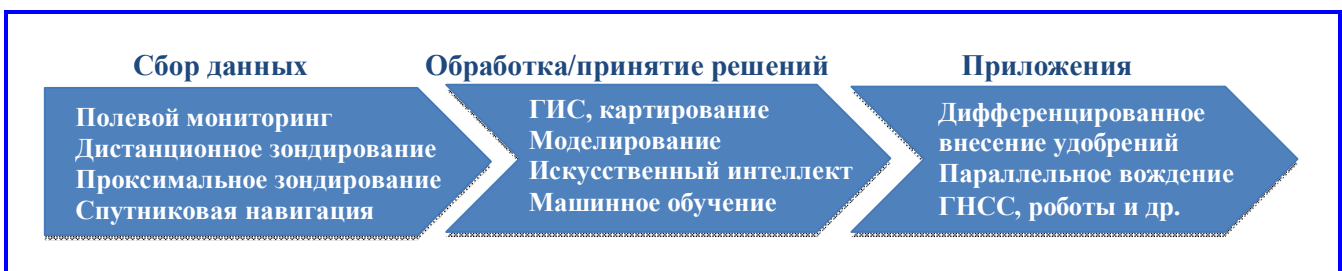 Сбор данных
Полевой мониторинг
Дистанционное зондирование
Проксимальное зондирование
Спутниковая навигация
Обработка/принятие решений
ГИС, картирование
Моделирование
Искусственный интеллект
Машинное обучение
Приложения
Дифференцированное
внесение удобрений
Параллельное вождение
ГНСС, роботы и др.